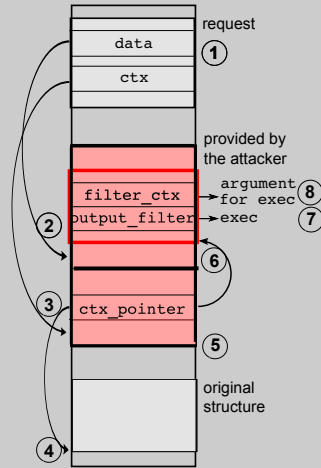 request
data
1
ctx
provided by
the attacker
argument
filter_ctx
for exec
8
output_filter
exec
7
2
6
3
ctx_pointer
5
original
structure
4